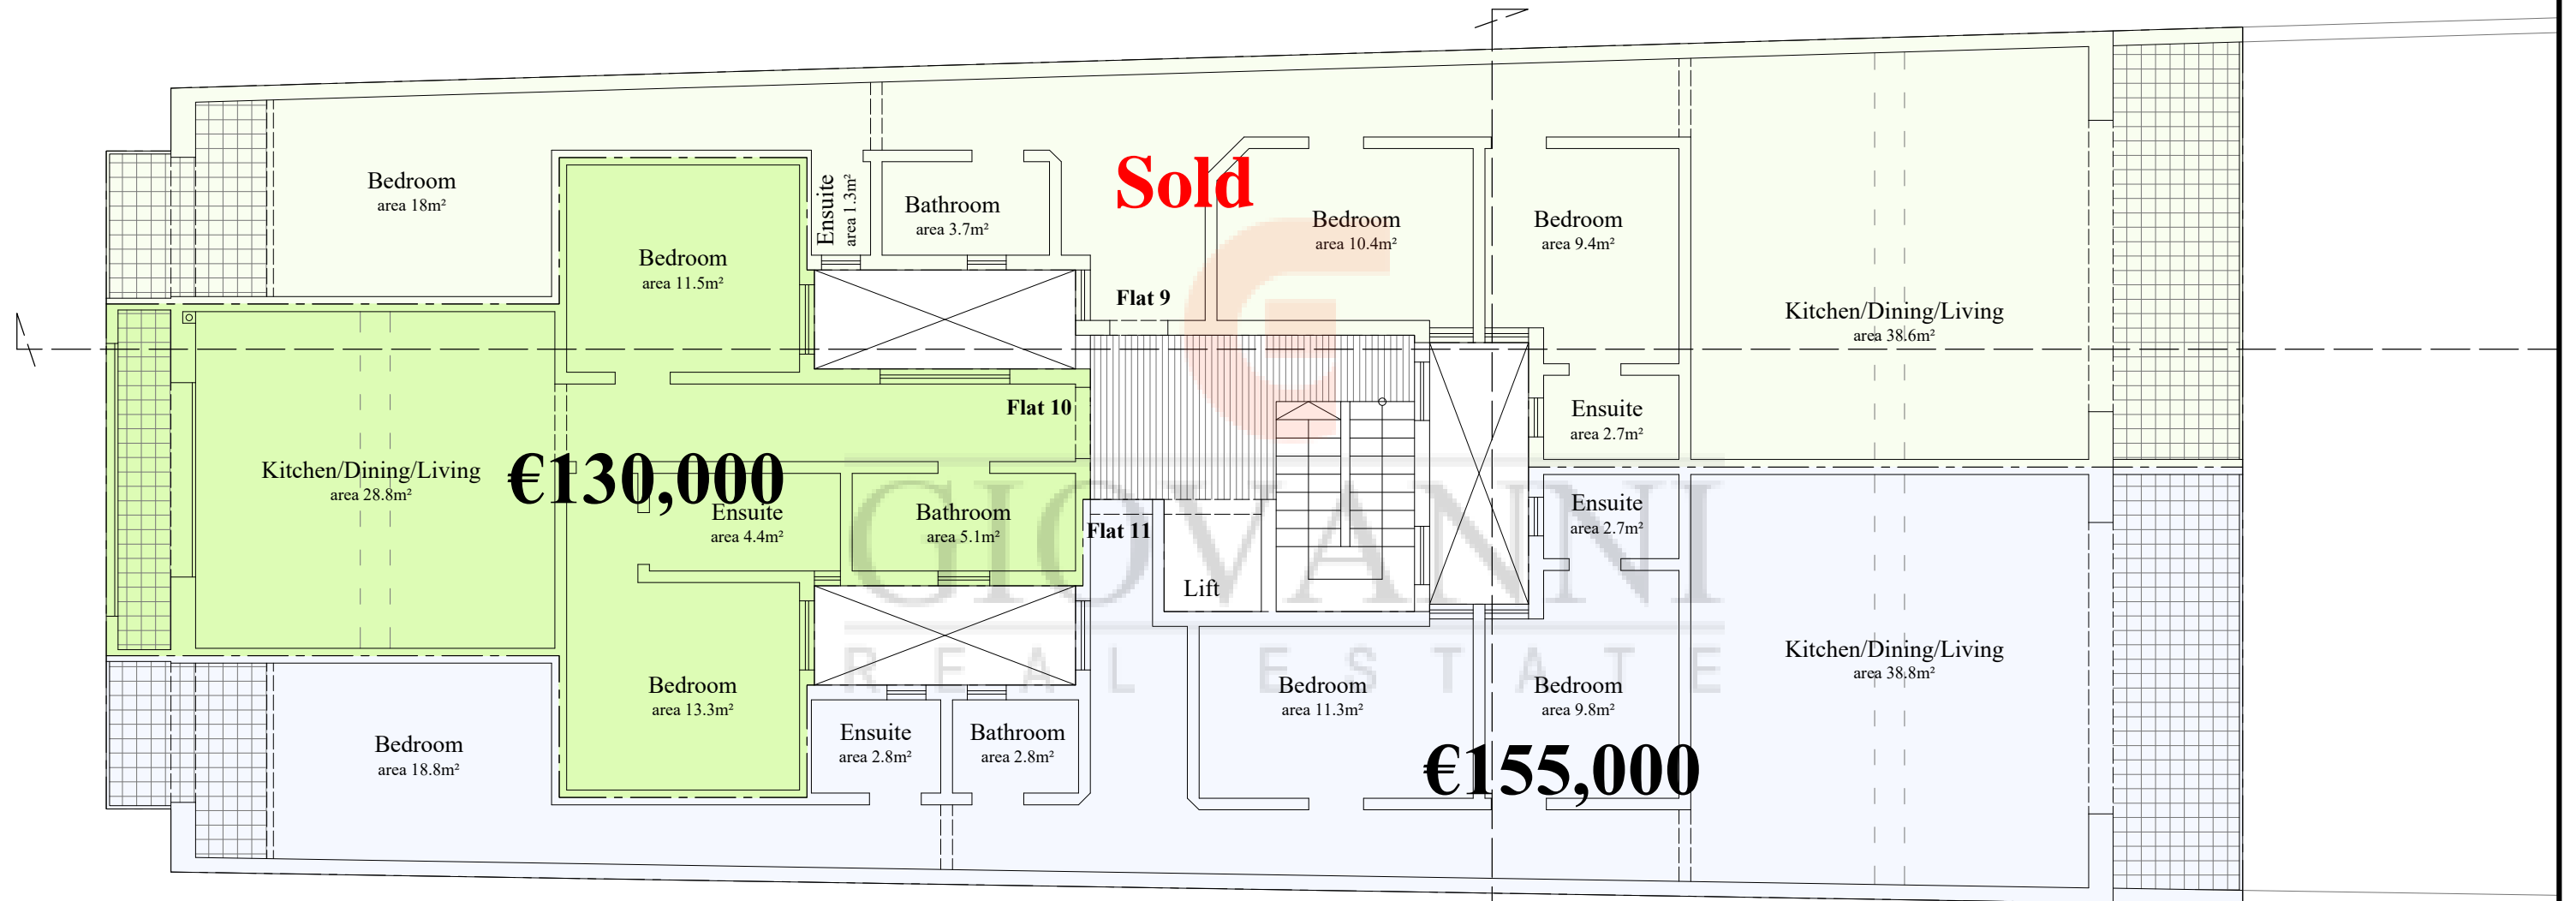 Bedroom
area 18m²
Ensuite
area 1.3m²
Bathroom
area 3.7m²
Sold
Bedroom
area 10.4m²
Bedroom
area 9.4m²
Kitchen/Dining/Living
area 38.6m²
Bedroom
area 11.5m²
Flat 9
Flat 10
Ensuite
area 2.7m²
Kitchen/Dining/Living
area 28.8m²
€130,000
Ensuite
area 4.4m²
Bathroom
area 5.1m²
Flat 11
Lift
Ensuite
area 2.7m²
GIOVANNI
REAL ESTATE
Bedroom
area 13.3m²
Bedroom
area 18.8m²
Ensuite
area 2.8m²
Bathroom
area 2.8m²
Bedroom
area 11.3m²
Bedroom
area 9.8m²
Kitchen/Dining/Living
area 38.8m²
€155,000